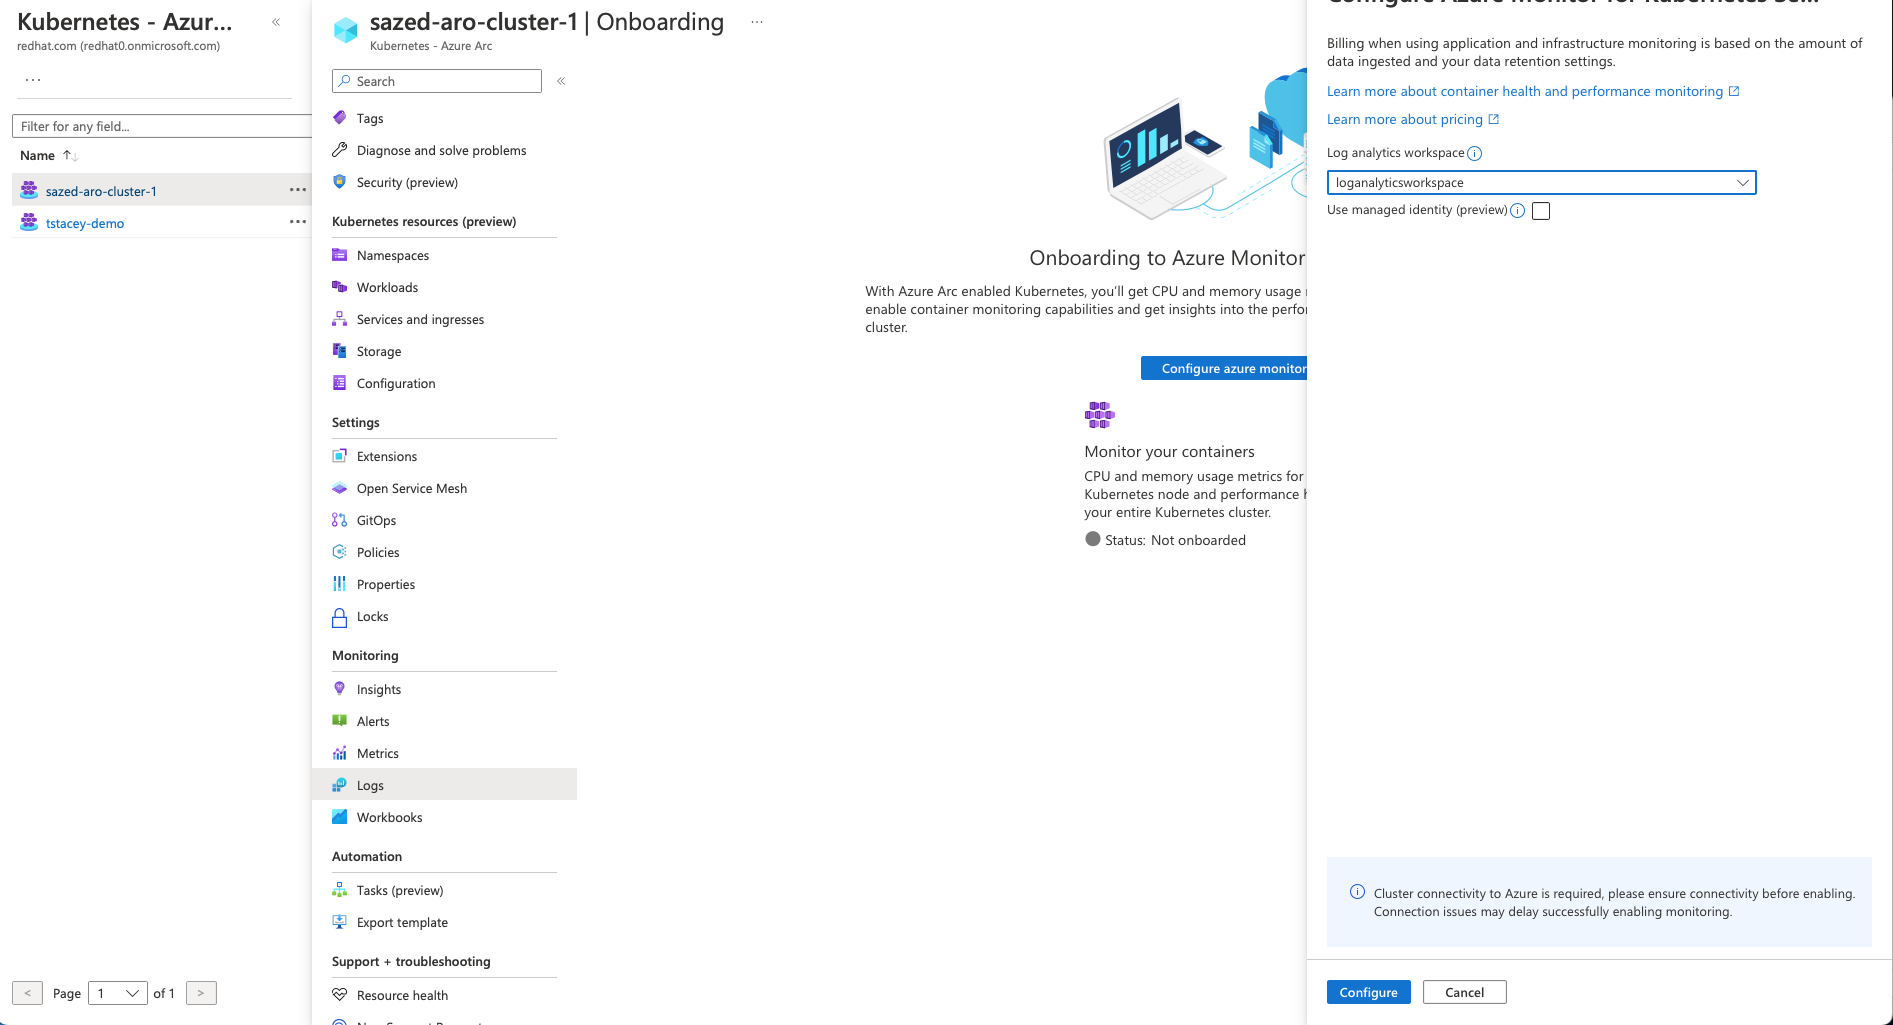 Kubernetes - Azur...
«
redhat.com (redhat0.onmicrosoft.com)
...
Filter for any field...
Name ↑↓
sazed-aro-cluster-1 ...
tstacey-demo ...
< Page 1 of 1 >
sazed-aro-cluster-1 | Onboarding ...
Kubernetes - Azure Arc
Search «
Tags
Diagnose and solve problems
Security (preview)
Kubernetes resources (preview)
Namespaces
Workloads
Services and ingresses
Storage
Configuration
Settings
Extensions
Open Service Mesh
GitOps
Policies
Properties
Locks
Monitoring
Insights
Alerts
Metrics
Logs
Workbooks
Automation
Tasks (preview)
Export template
Support + troubleshooting
Resource health
Onboarding to Azure Monitor
With Azure Arc enabled Kubernetes, you'll get CPU and memory usage
enable container monitoring capabilities and get insights into the
cluster.
Configure azure monitor
Monitor your containers
CPU and memory usage metrics for
Kubernetes node and performance
your entire Kubernetes cluster.
Status: Not onboarded
Configure Azure Monitor for Kubernetes Se...
Billing when using application and infrastructure monitoring is based on the amount of
data ingested and your data retention settings.
Learn more about container health and performance monitoring
Learn more about pricing
Log analytics workspace
loganalyticsworkspace
Use managed identity (preview)
Cluster connectivity to Azure is required, please ensure connectivity before enabling.
Connection issues may delay successfully enabling monitoring.
Configure
Cancel